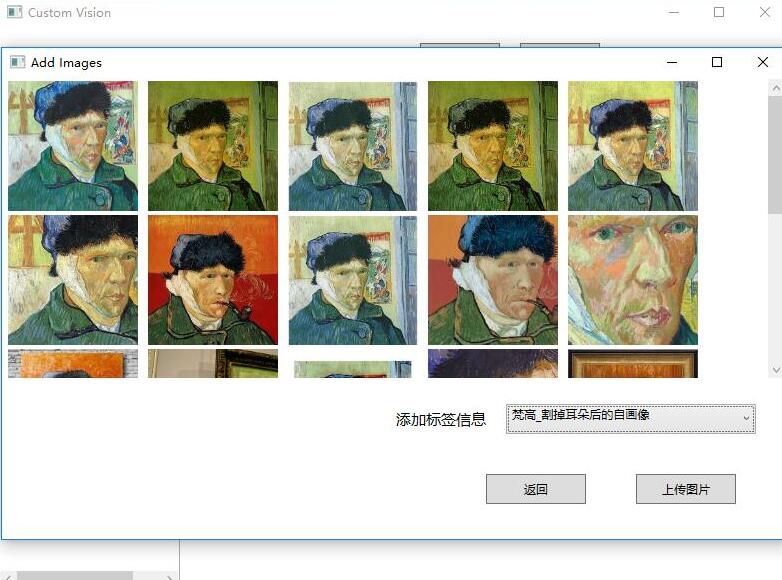 Custom Vision
Add Images
添加标签信息
梵高_割掉耳朵后的自画像
返回
上传图片